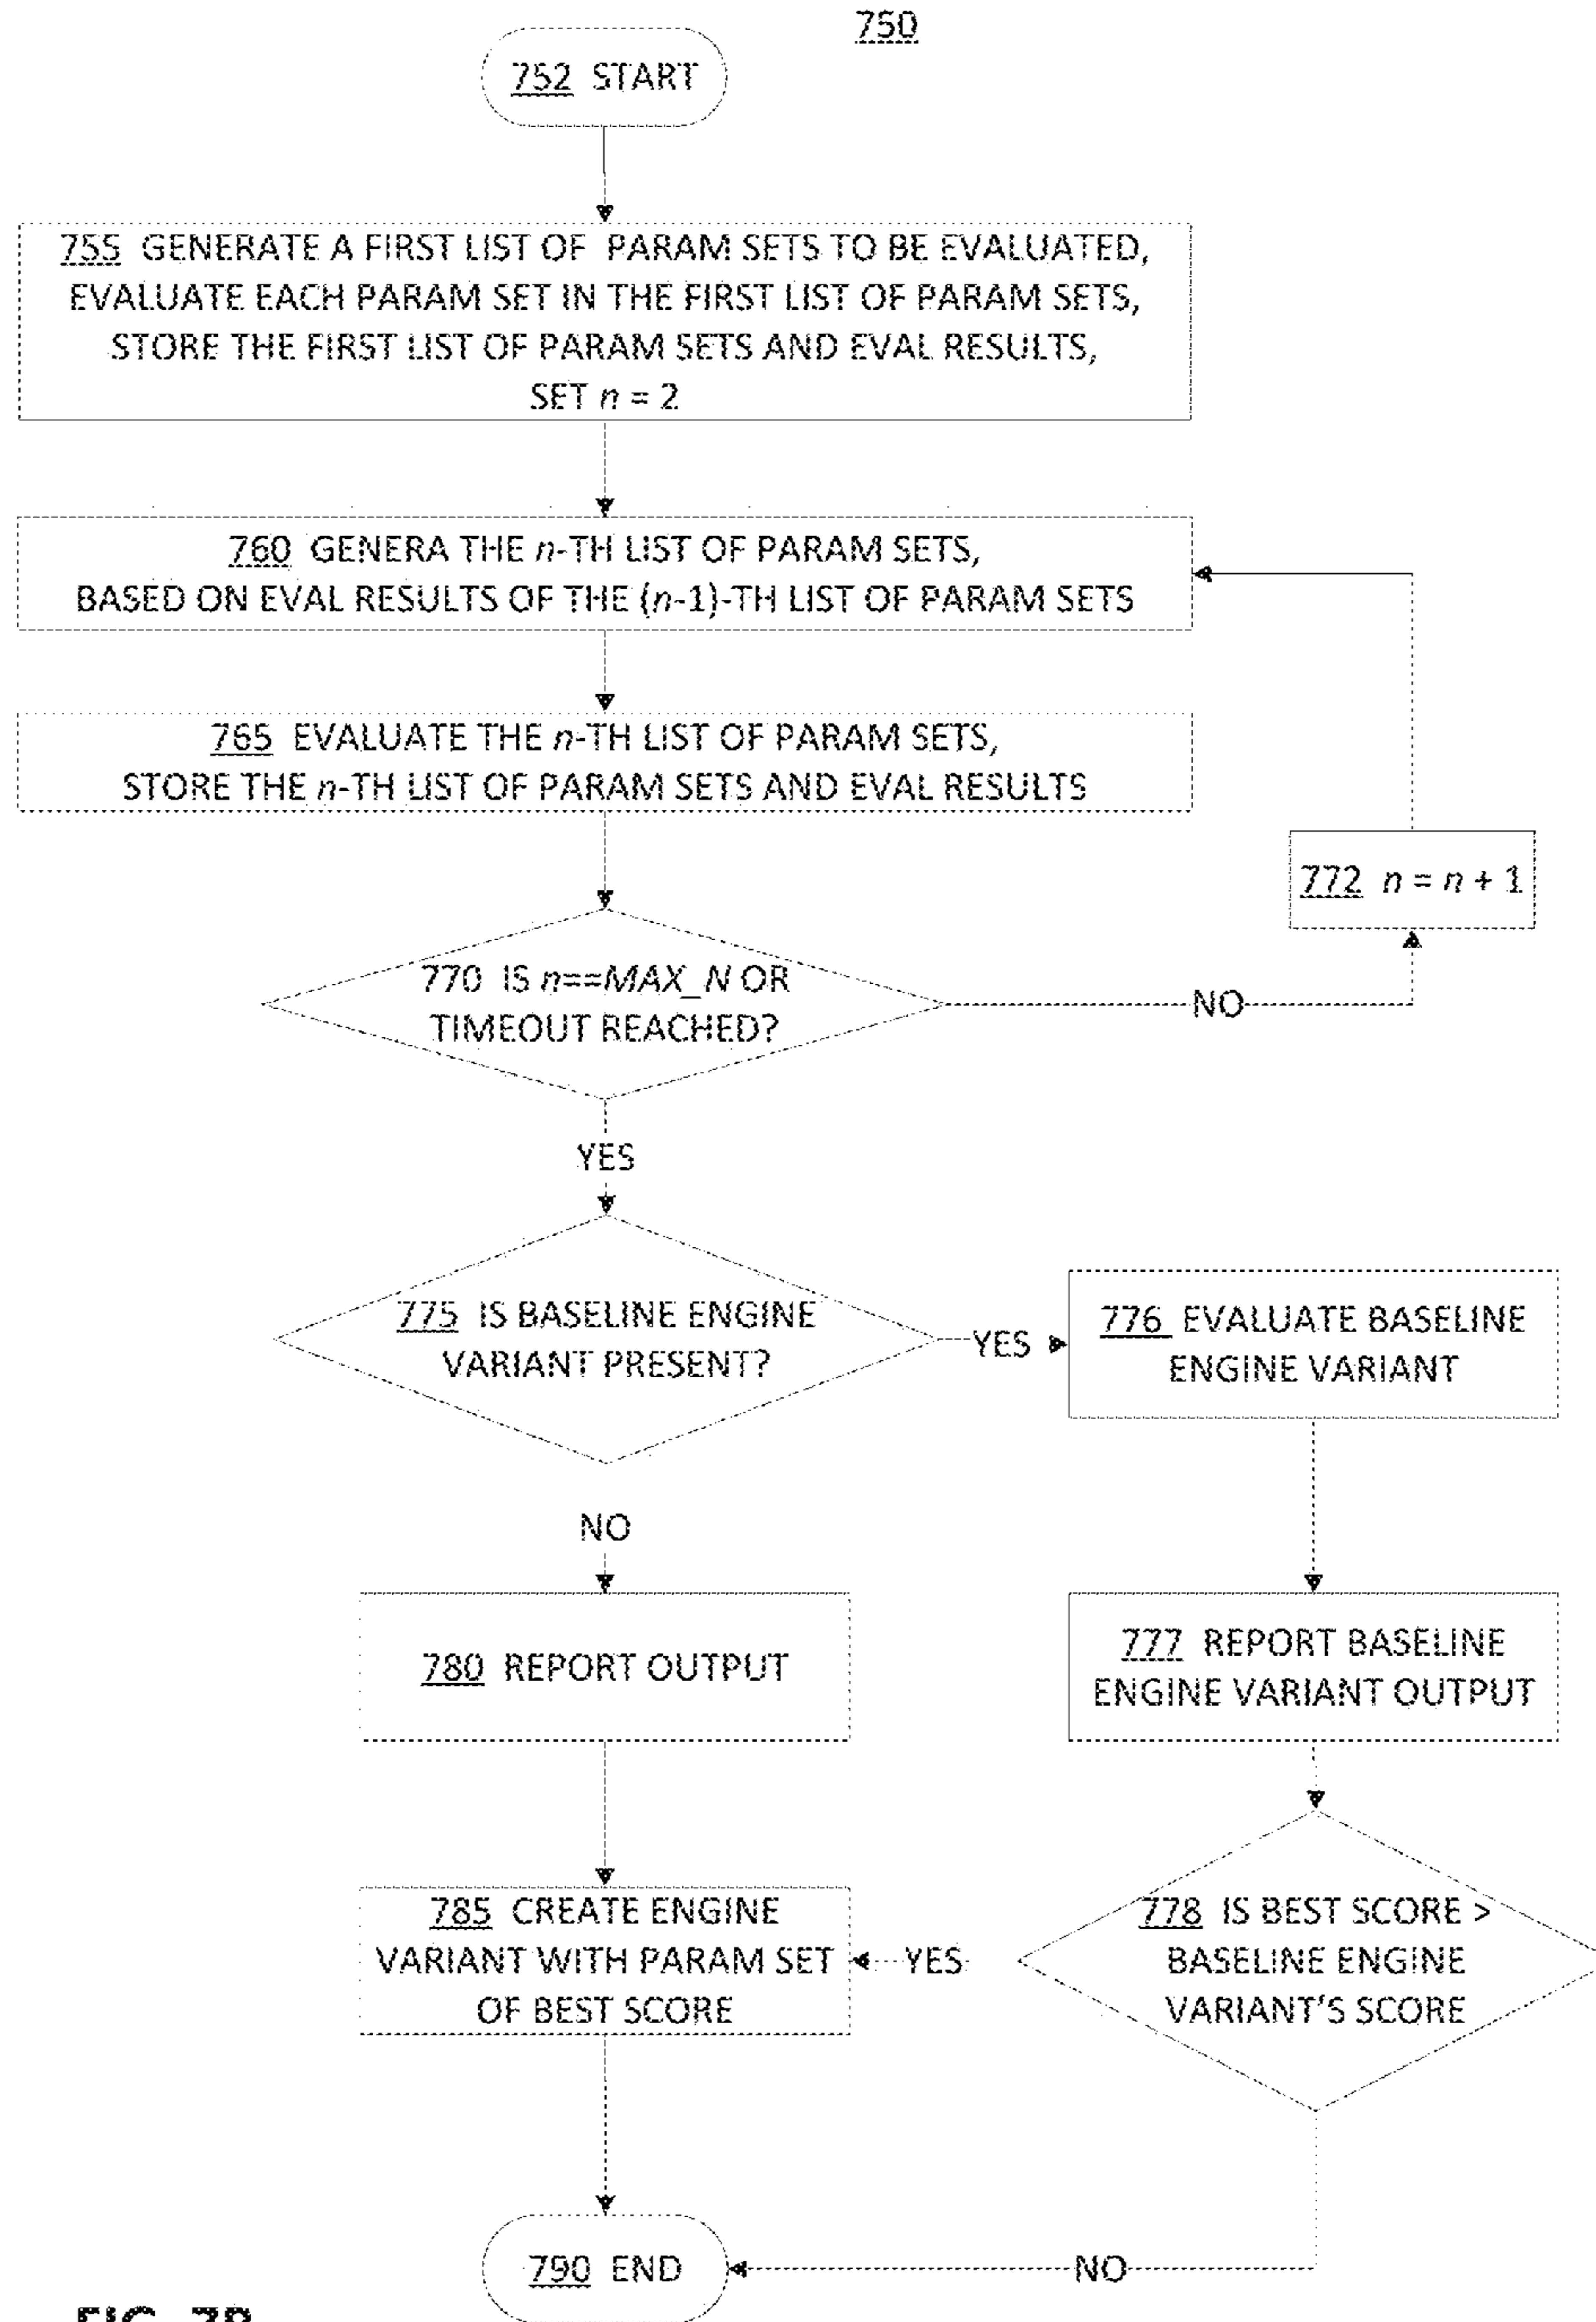 750
752 START
755 GENERATE A FIRST LIST OF PARAM SETS TO BE EVALUATED,
EVALUATE EACH PARAM SET IN THE FIRST LIST OF PARAM SETS,
STORE THE FIRST LIST OF PARAM SETS AND EVAL RESULTS,
SET n = 2
760 GENERA THE n-TH LIST OF PARAM SETS,
BASED ON EVAL RESULTS OF THE (n-1)-TH LIST OF PARAM SETS
765 EVALUATE THE n-TH LIST OF PARAM SETS,
STORE THE n-TH LIST OF PARAM SETS AND EVAL RESULTS
772 n = n + 1
770 IS n==MAX_N OR
TIMEOUT REACHED?
NO
YES
775 IS BASELINE ENGINE
VARIANT PRESENT?
YES
776 EVALUATE BASELINE
ENGINE VARIANT
NO
780 REPORT OUTPUT
777 REPORT BASELINE
ENGINE VARIANT OUTPUT
785 CREATE ENGINE
VARIANT WITH PARAM SET
OF BEST SCORE
YES
778 IS BEST SCORE >
BASELINE ENGINE
VARIANT'S SCORE
790 END
NO
FIG. 7B